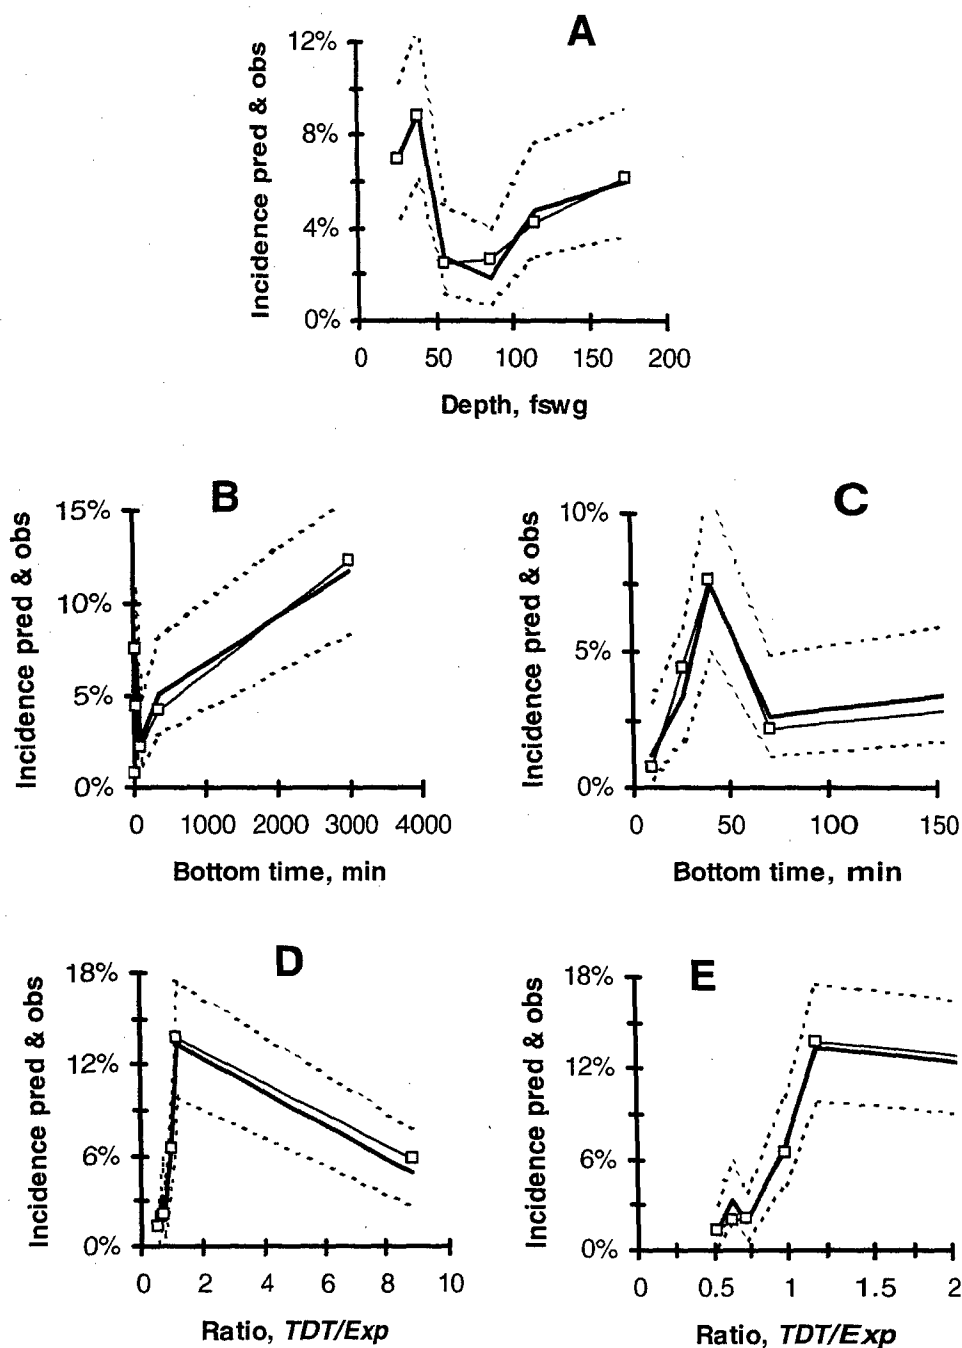 A
Incidence pred & obs
12%
8%
4%
0%
0 50 100 150 200
Depth, fswg
B
Incidence pred & obs
15%
10%
5%
0%
0 1000 2000 3000 4000
Bottom time, min
C
Incidence pred & obs
10%
5%
0%
0 50 100 150
Bottom time, min
D
Incidence pred & obs
18%
12%
6%
0%
0 2 4 6 8 10
Ratio, TDT/Exp
E
Incidence pred & obs
18%
12%
6%
0%
0 0.5 1 1.5 2
Ratio, TDT/Exp